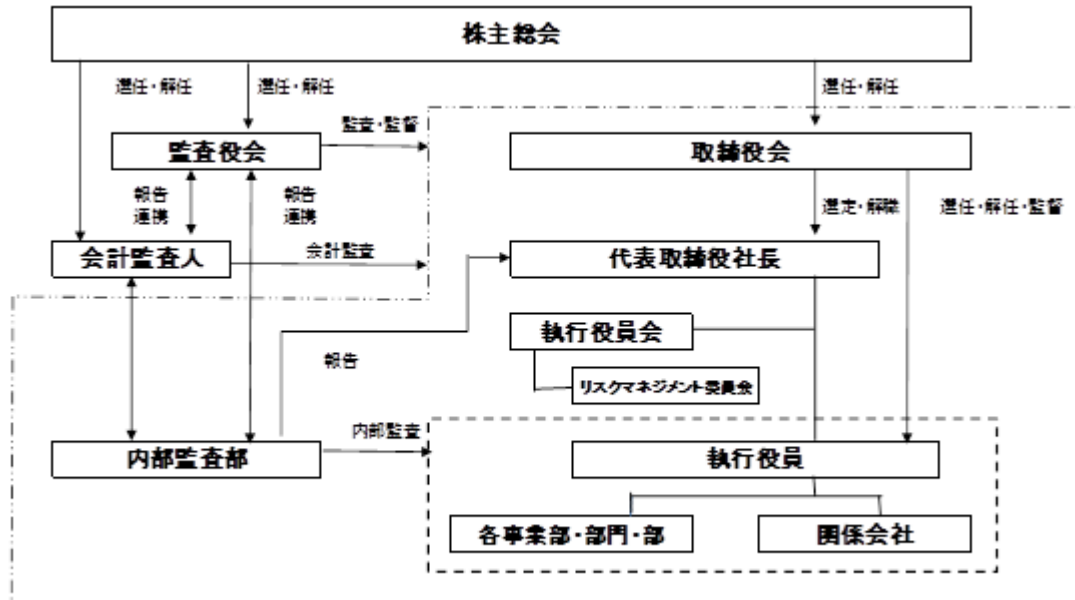 株主総会
選任・解任
選任・解任
選任・解任
監査・監督
監査役会
取締役会
報告
連携
報告
連携
選定・解職
選任・解任・監督
会計監査人
会計監査
代表取締役社長
執行役員会
報告
リスクマネジメント委員会
内部監査
内部監査部
執行役員
各事業部・部門・部
関係会社